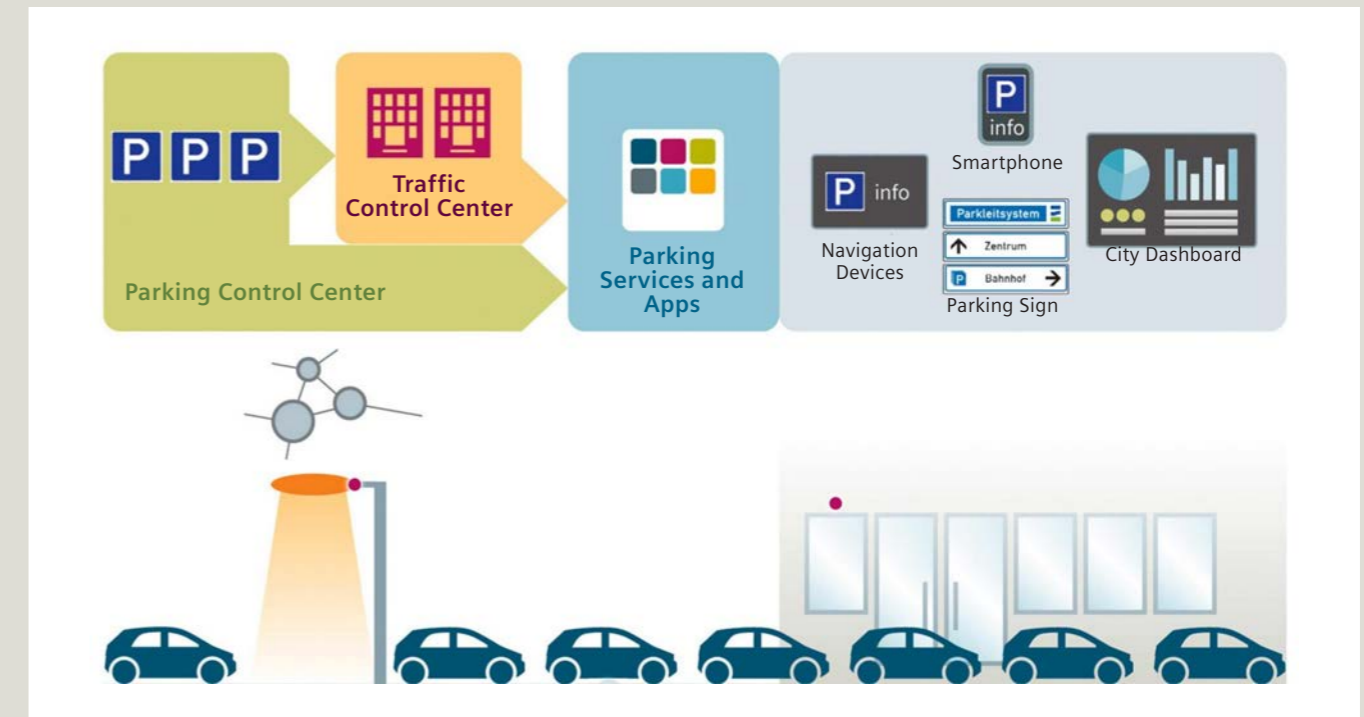 P P P
Parking Control Center
Traffic
Control Center
Parking
Services and
Apps
P info
Navigation
Devices
P
info
Smartphone
Parkleitsystem
Zentrum
P Bahnhof
Parking Sign
City Dashboard